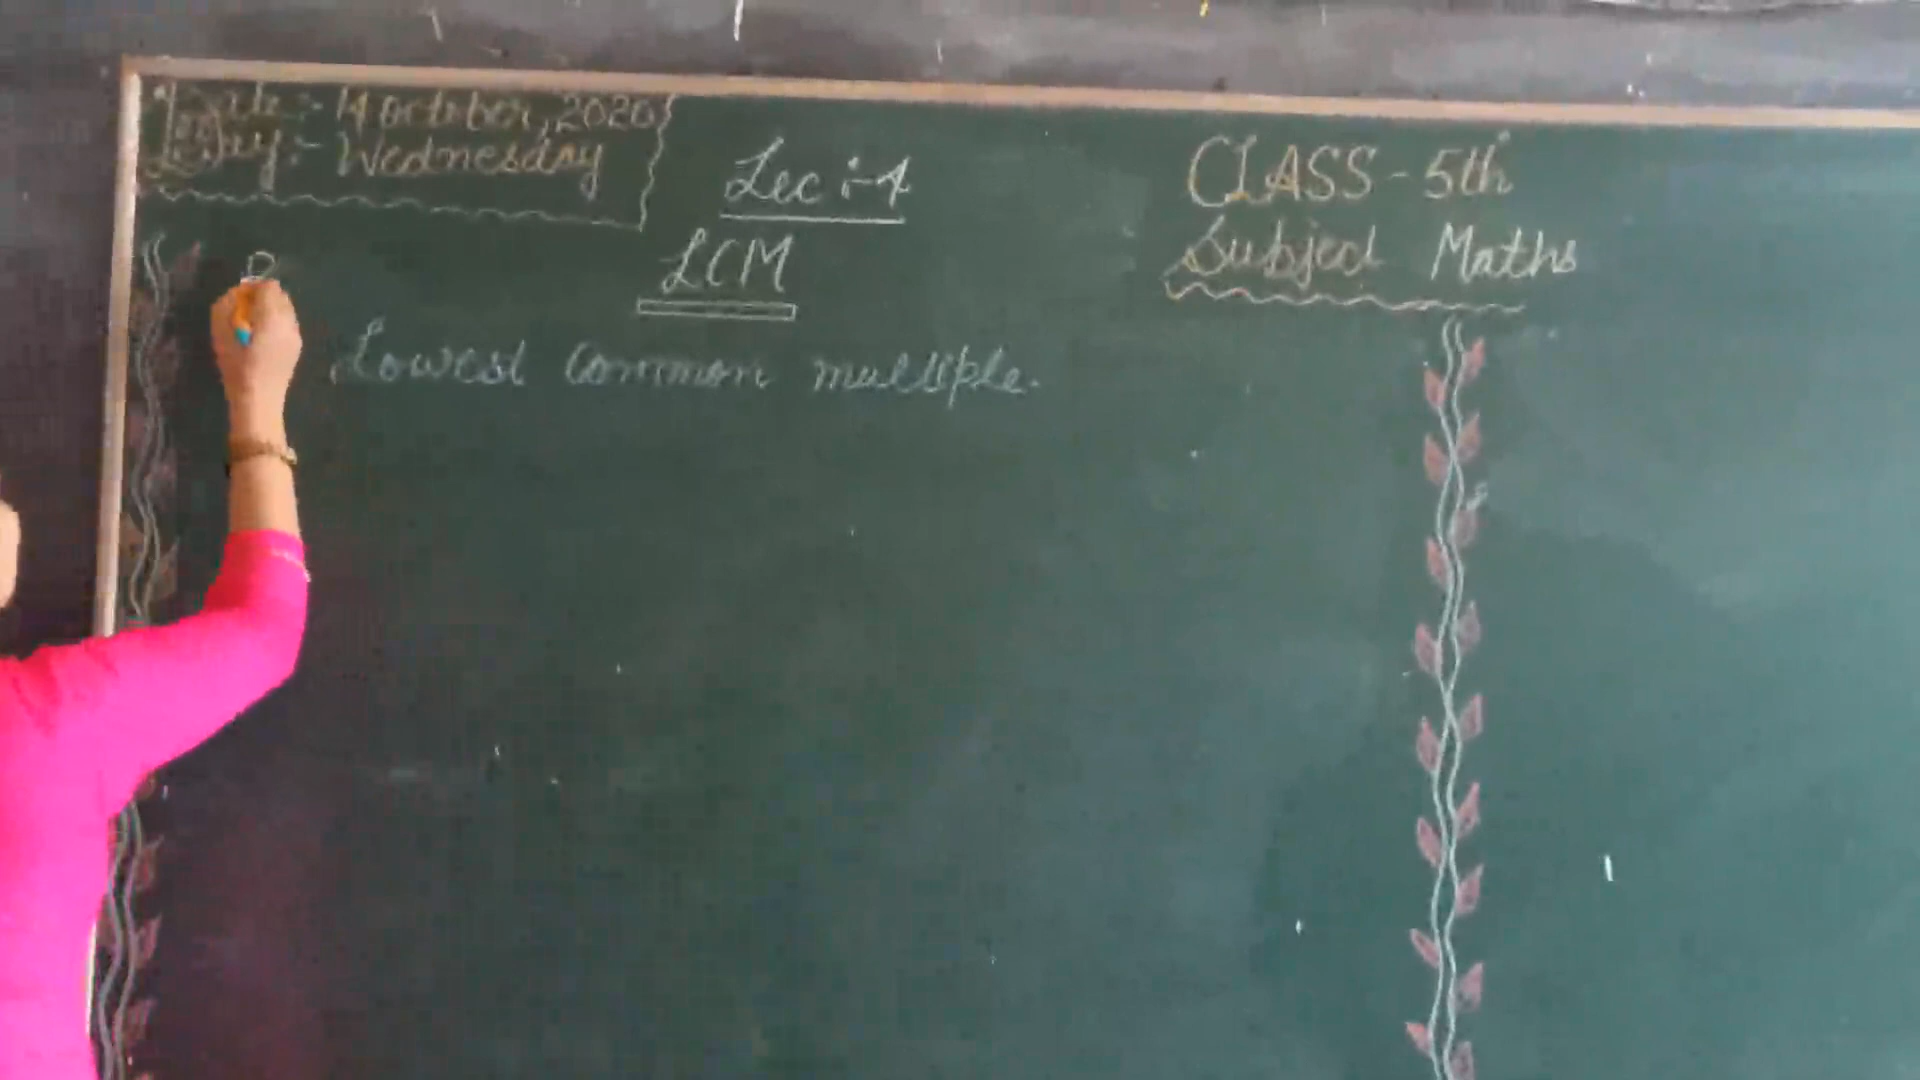 Date:- 14 october, 2020
Day:- Wednesday
Lec:-4
LCM
Lowest common multiple.
CLASS-5th
Subject Maths